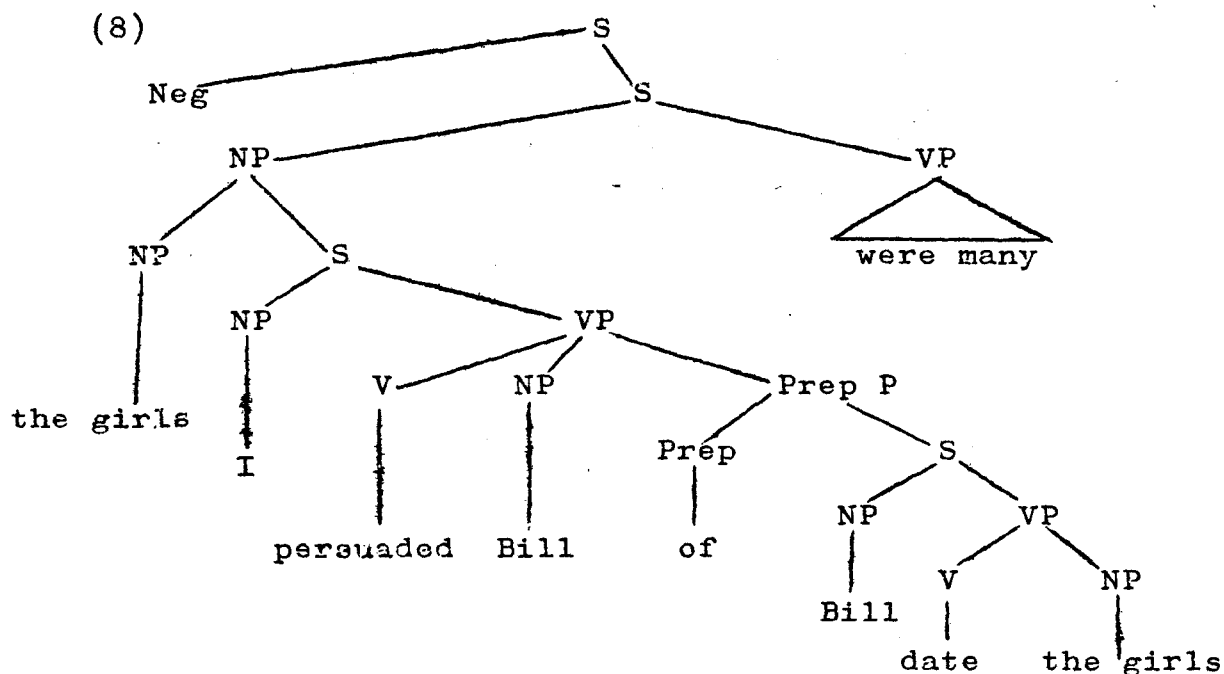 (8) S
Neg S
NP VP
NP S were many
NP VP
V NP Prep P
the girls Prep S
I
NP VP
persuaded Bill of
V NP
Bill
date the girls